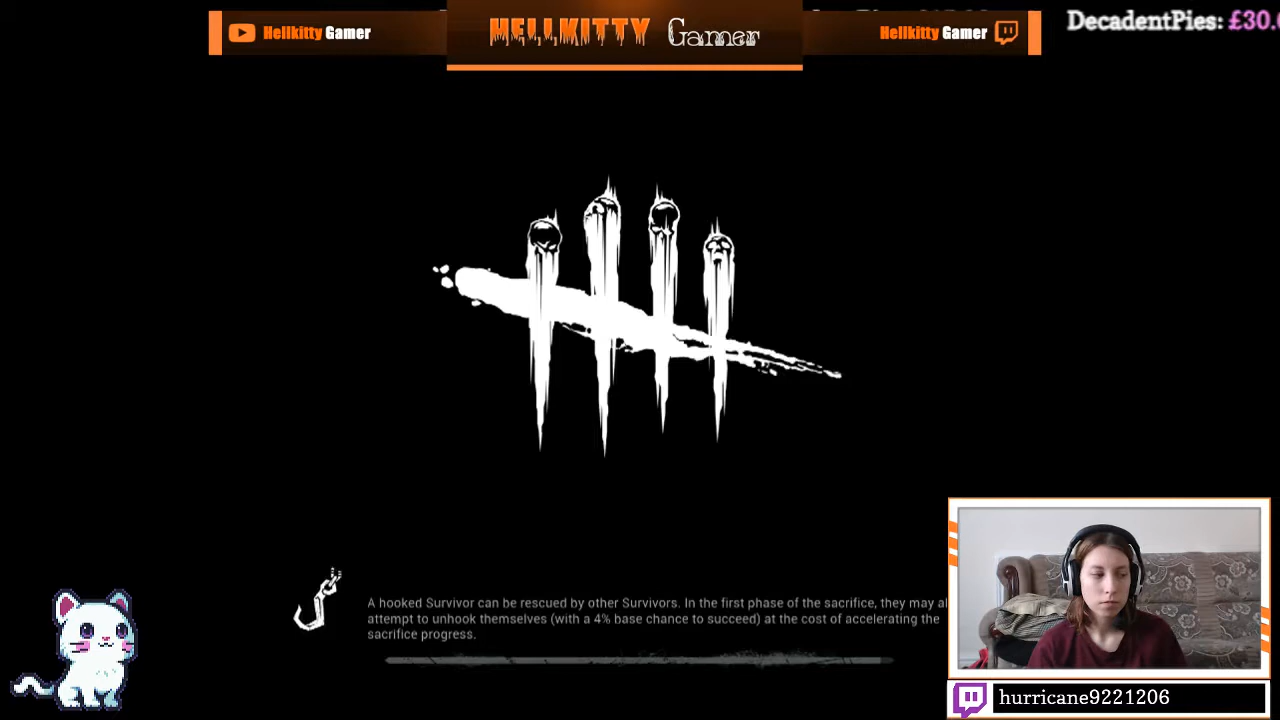 Hellkitty Gamer
HELLKITTY Gamer
Hellkitty Gamer
DecadentPies: £30.
A hooked Survivor can be rescued by other Survivors. In the first phase of the sacrifice, they may al
attempt to unhook themselves (with a 4% base chance to succeed) at the cost of accelerating the
sacrifice progress.
hurricane9221206